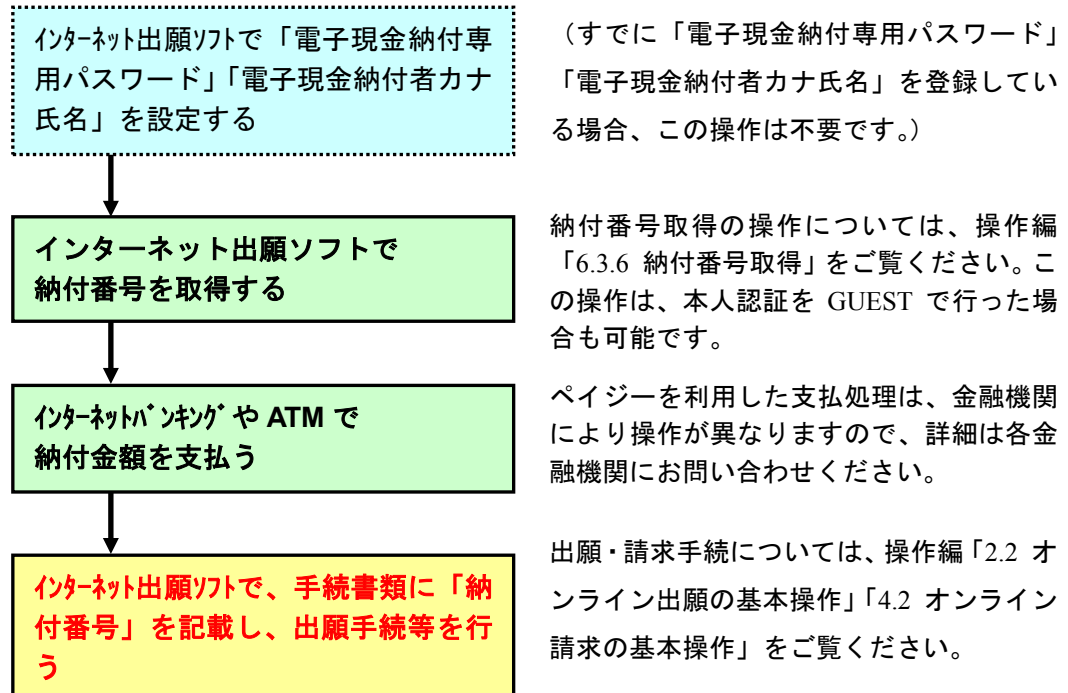 インターネット出願ソフトで「電子現金納付専
用パスワード」「電子現金納付者カナ
氏名」を設定する
（すでに「電子現金納付専用パスワード」
「電子現金納付者カナ氏名」を登録してい
る場合、この操作は不要です。）
インターネット出願ソフトで
納付番号を取得する
納付番号取得の操作については、操作編
「6.3.6 納付番号取得」をご覧ください。こ
の操作は、本人認証を GUEST で行った場
合も可能です。
インターネットバンキングや ATM で
納付金額を支払う
ペイジーを利用した支払処理は、金融機関
により操作が異なりますので、詳細は各金
融機関にお問い合わせください。
インターネット出願ソフトで、手続書類に「納
付番号」を記載し、出願手続等を行
う
出願・請求手続については、操作編「2.2 オ
ンライン出願の基本操作」「4.2 オンライン
請求の基本操作」をご覧ください。